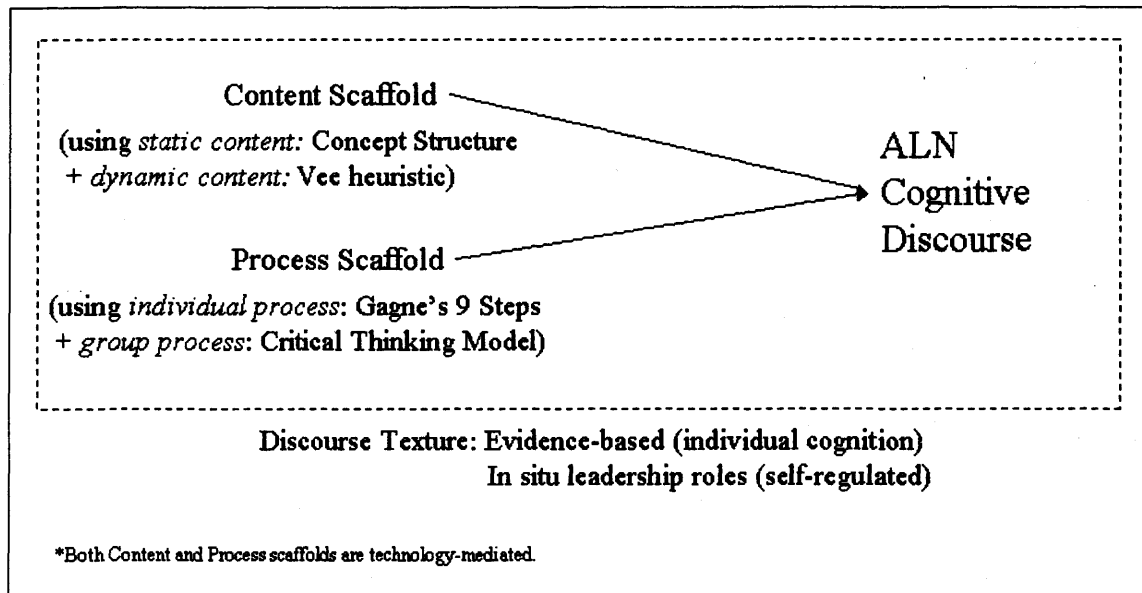 Content Scaffold
(using static content: Concept Structure
+ dynamic content: Vee heuristic)
ALN
Cognitive
Discourse
Process Scaffold
(using individual process: Gagne's 9 Steps
+ group process: Critical Thinking Model)
Discourse Texture: Evidence-based (individual cognition)
In situ leadership roles (self-regulated)
*Both Content and Process scaffolds are technology-mediated.